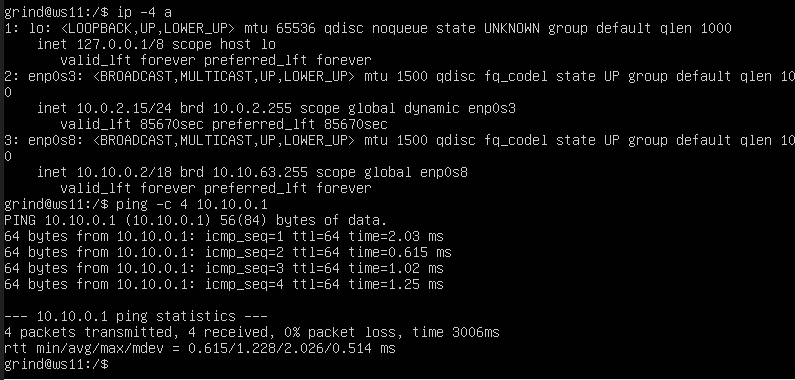 grind@ws11:/$ ip -4 a
1: lo: <LOOPBACK,UP,LOWER_UP> mtu 65536 qdisc noqueue state UNKNOWN group default qlen 1000
    inet 127.0.0.1/8 scope host lo
       valid_lft forever preferred_lft forever
2: enp0s3: <BROADCAST,MULTICAST,UP,LOWER_UP> mtu 1500 qdisc fq_codel state UP group default qlen 100
0
    inet 10.0.2.15/24 brd 10.0.2.255 scope global dynamic enp0s3
       valid_lft 85670sec preferred_lft 85670sec
3: enp0s8: <BROADCAST,MULTICAST,UP,LOWER_UP> mtu 1500 qdisc fq_codel state UP group default qlen 100
0
    inet 10.10.0.2/18 brd 10.10.63.255 scope global enp0s8
       valid_lft forever preferred_lft forever
grind@ws11:/$ ping -c 4 10.10.0.1
PING 10.10.0.1 (10.10.0.1) 56(84) bytes of data.
64 bytes from 10.10.0.1: icmp_seq=1 ttl=64 time=2.03 ms
64 bytes from 10.10.0.1: icmp_seq=2 ttl=64 time=0.615 ms
64 bytes from 10.10.0.1: icmp_seq=3 ttl=64 time=1.02 ms
64 bytes from 10.10.0.1: icmp_seq=4 ttl=64 time=1.25 ms

--- 10.10.0.1 ping statistics ---
4 packets transmitted, 4 received, 0% packet loss, time 3006ms
rtt min/avg/max/mdev = 0.615/1.228/2.026/0.514 ms
grind@ws11:/$